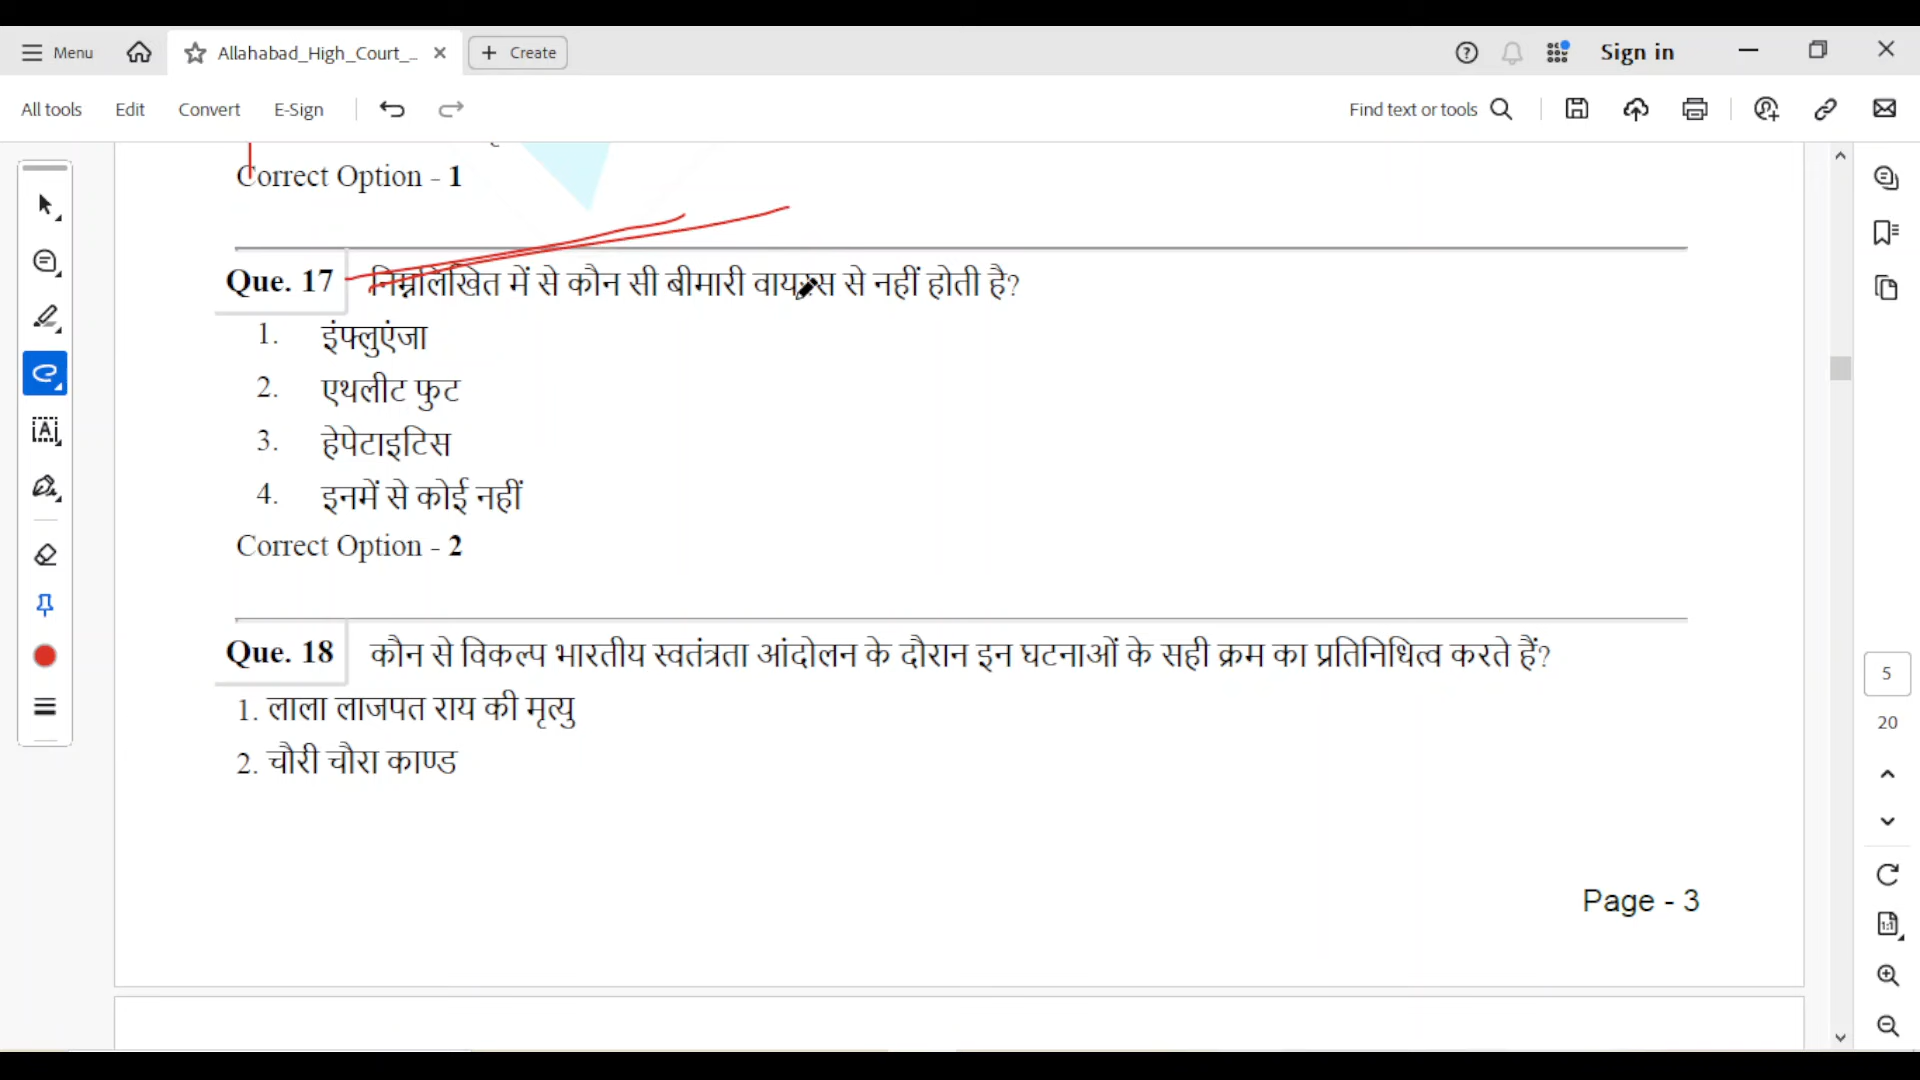 Menu
Allahabad_High_Court_...
Create
Sign in
All tools
Edit
Convert
E-Sign
Find text or tools
Correct Option - 1
Que. 17 निम्नलिखित में से कौन सी बीमारी वायरस से नहीं होती है?
1. इंफ्लुएंजा
2. एथलीट फुट
3. हेपेटाइटिस
4. इनमें से कोई नहीं
Correct Option - 2
Que. 18 कौन से विकल्प भारतीय स्वतंत्रता आंदोलन के दौरान इन घटनाओं के सही क्रम का प्रतिनिधित्व करते हैं?
1. लाला लाजपत राय की मृत्यु
2. चौरी चौरा काण्ड
5
20
Page - 3